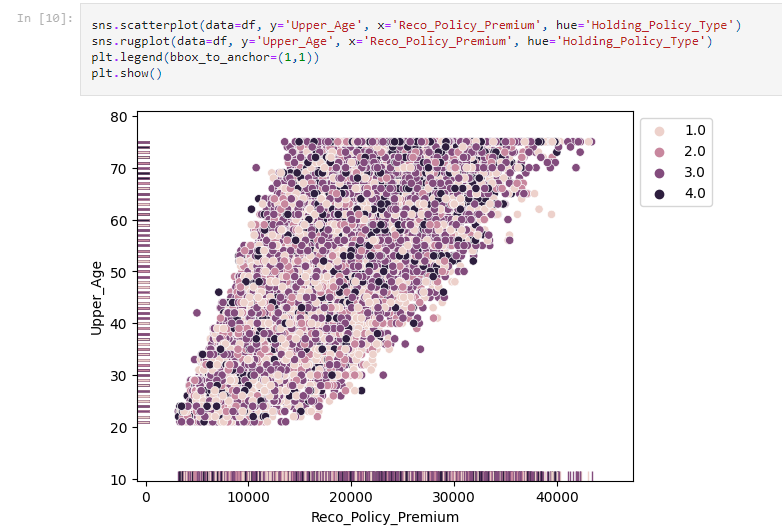 In [10]:
sns.scatterplot(data=df, y='Upper_Age', x='Reco_Policy_Premium', hue='Holding_Policy_Type')
sns.rugplot(data=df, y='Upper_Age', x='Reco_Policy_Premium', hue='Holding_Policy_Type')
plt.legend(bbox_to_anchor=(1,1))
plt.show()
80
70
60
50
40
30
20
10
Upper_Age
0 10000 20000 30000 40000
Reco_Policy_Premium
1.0
2.0
3.0
4.0